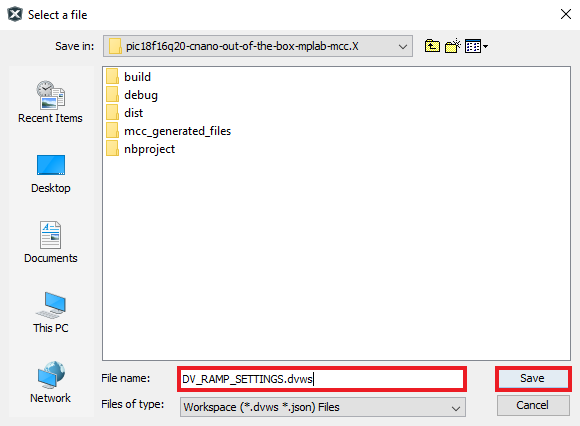 Select a file
Save in: pic18f16q20-cnano-out-of-the-box-mplab-mcc.X
Recent Items
Desktop
Documents
This PC
Network
build
debug
dist
mcc_generated_files
nbproject
File name: DV_RAMP_SETTINGS.dvws Save
Files of type: Workspace (*.dvws *.json) Files Cancel